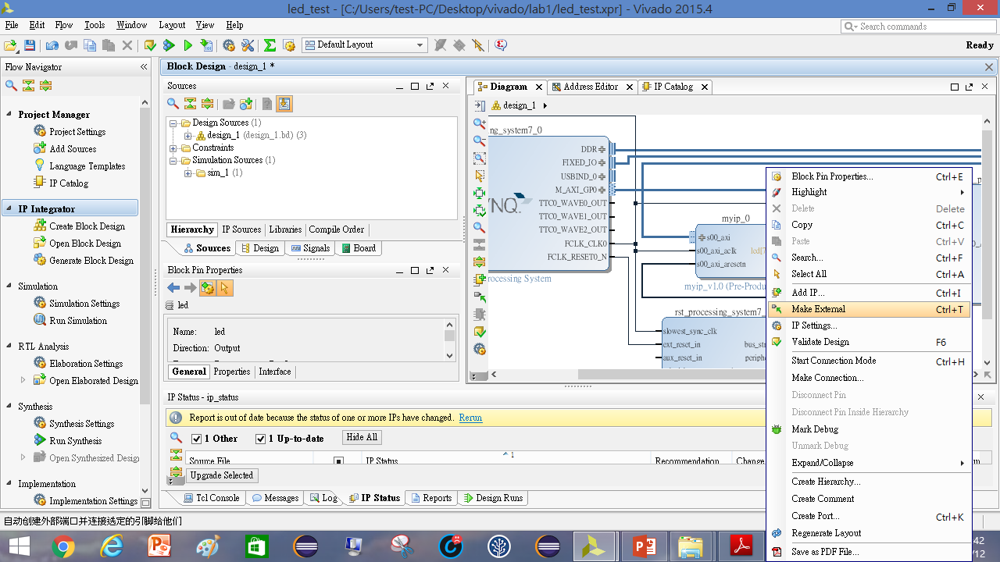 led_test - [C:/Users/test-PC/Desktop/vivado/lab1/led_test.xpr] - Vivado 2015.4
File Edit Flow Tools Window Layout View Help
Search commands
Default Layout
Ready
Flow Navigator
Project Manager
Project Settings
Add Sources
Language Templates
IP Catalog
IP Integrator
Create Block Design
Open Block Design
Generate Block Design
Simulation
Simulation Settings
Run Simulation
RTL Analysis
Elaboration Settings
Open Elaborated Design
Synthesis
Synthesis Settings
Run Synthesis
Open Synthesized Desig
Implementation
Implementation Settings
Block Design - design_1 *
Sources
Design Sources (1)
design_1 (design_1.bd) (3)
Constraints
Simulation Sources (1)
sim_1 (1)
Hierarchy IP Sources Libraries Compile Order
Sources Design Signals Board
Block Pin Properties
led
Name: led
Direction: Output
General Properties Interface
Diagram Address Editor IP Catalog
design_1
ng_system7_0
DDR
FIXED_IO
USBIND_0
M_AXI_GP0
TTC0_WAVE0_OUT
TTC0_WAVE1_OUT
TTC0_WAVE2_OUT
FCLK_CLK0
FCLK_RESET0_N
YNQ
rocessing System
myip_0
s00_axi
s00_axi_aclk
led[7
s00_axi_aresetn
myip_v1.0 (Pre-Produ
rst_processing_system7_
slowest_sync_clk
ext_reset_in
bus_str
aux_reset_in
periphe
Block Pin Properties... Ctrl+E
Highlight
Delete Delete
Copy Ctrl+C
Paste Ctrl+V
Search... Ctrl+F
Select All Ctrl+A
Add IP... Ctrl+I
Make External Ctrl+T
IP Settings...
Validate Design F6
Start Connection Mode Ctrl+H
Make Connection...
Disconnect Pin
Disconnect Pin Inside Hierarchy
Mark Debug
Unmark Debug
Expand/Collapse
Create Hierarchy...
Create Comment
Create Port... Ctrl+K
Regenerate Layout
Save as PDF File...
IP Status - ip_status
Report is out of date because the status of one or more IPs have changed. Rerun
1 Other 1 Up-to-date Hide All
Source File IP Status 1 Recommendation Change
Upgrade Selected
Tcl Console Messages Log IP Status Reports Design Runs
自动创建外部端口并连接选定的引脚给他们
42
/12